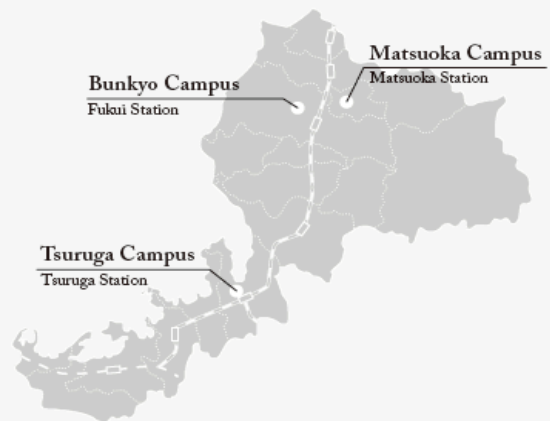 Matsuoka Campus
Matsuoka Station
Bunkyo Campus
Fukui Station
Tsuruga Campus
Tsuruga Station